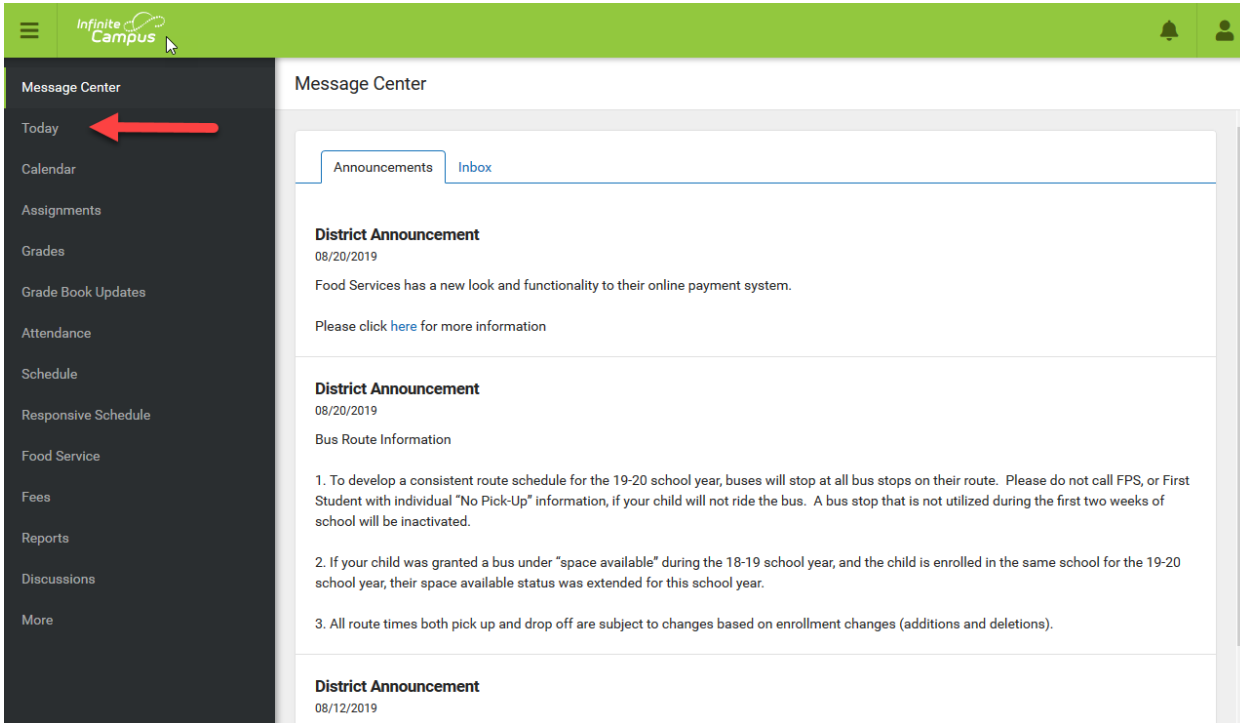 Infinite
Campus
Message Center
Today
Calendar
Assignments
Grades
Grade Book Updates
Attendance
Schedule
Responsive Schedule
Food Service
Fees
Reports
Discussions
More
Message Center
Announcements Inbox
District Announcement
08/20/2019
Food Services has a new look and functionality to their online payment system.
Please click here for more information
District Announcement
08/20/2019
Bus Route Information
1. To develop a consistent route schedule for the 19-20 school year, buses will stop at all bus stops on their route. Please do not call FPS, or First
Student with individual “No Pick-Up” information, if your child will not ride the bus. A bus stop that is not utilized during the first two weeks of
school will be inactivated.
2. If your child was granted a bus under “space available” during the 18-19 school year, and the child is enrolled in the same school for the 19-20
school year, their space available status was extended for this school year.
3. All route times both pick up and drop off are subject to changes based on enrollment changes (additions and deletions).
District Announcement
08/12/2019